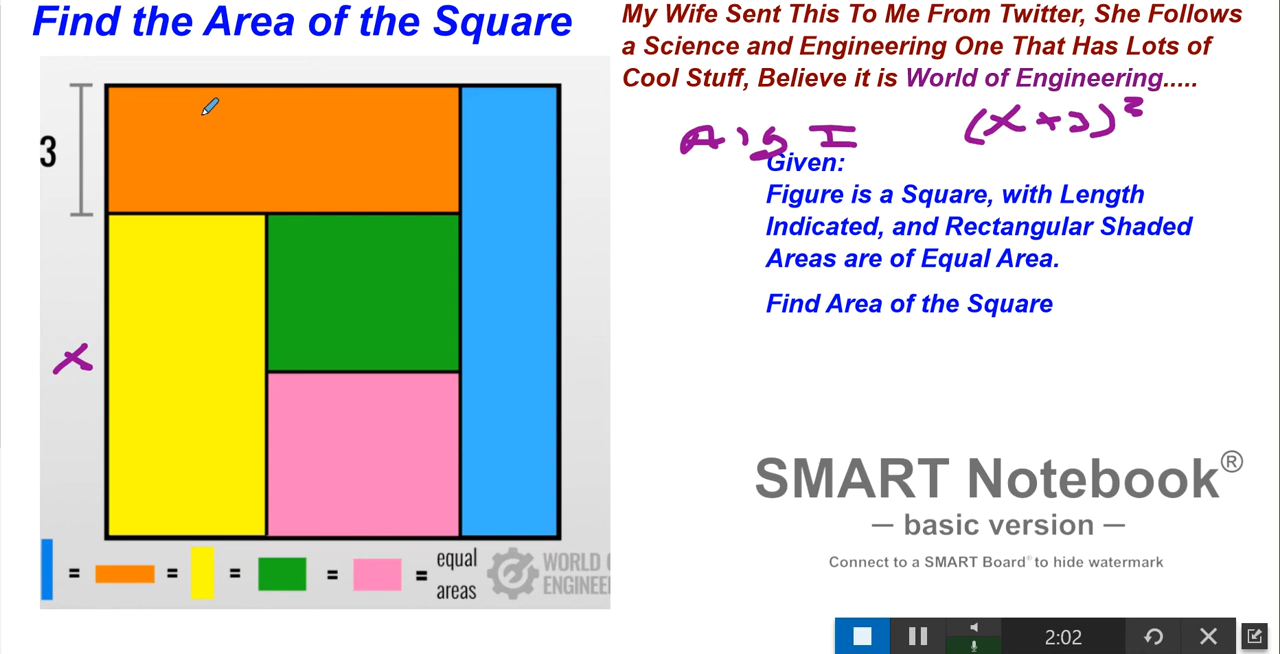 Find the Area of the Square
My Wife Sent This To Me From Twitter, She Follows
a Science and Engineering One That Has Lots of
Cool Stuff, Believe it is World of Engineering.....
Alg I
(x+3)²
Given:
Figure is a Square, with Length
Indicated, and Rectangular Shaded
Areas are of Equal Area.
Find Area of the Square
3
x
= = = = = equal
areas
WORLD
ENGINEE
SMART Notebook®
— basic version —
Connect to a SMART Board® to hide watermark
2:02